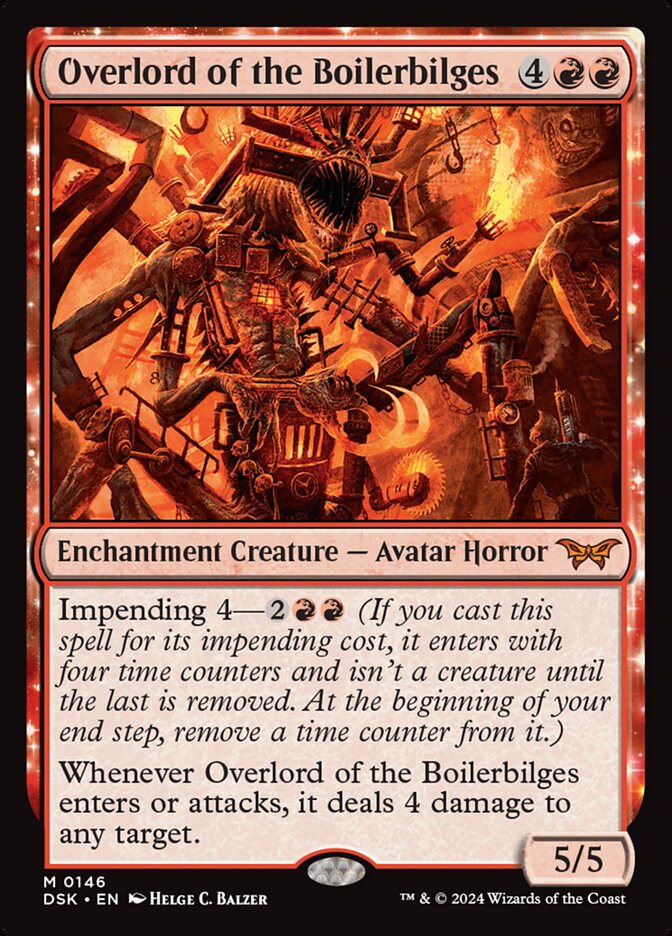 Overlord of the Boilerbilges 4
Enchantment Creature — Avatar Horror
Impending 4—2 (If you cast this
spell for its impending cost, it enters with
four time counters and isn't a creature until
the last is removed. At the beginning of your
end step, remove a time counter from it.)
Whenever Overlord of the Boilerbilges
enters or attacks, it deals 4 damage to
any target.
5/5
M 0146
DSK • EN HELGE C. BALZER
™ & © 2024 Wizards of the Coast